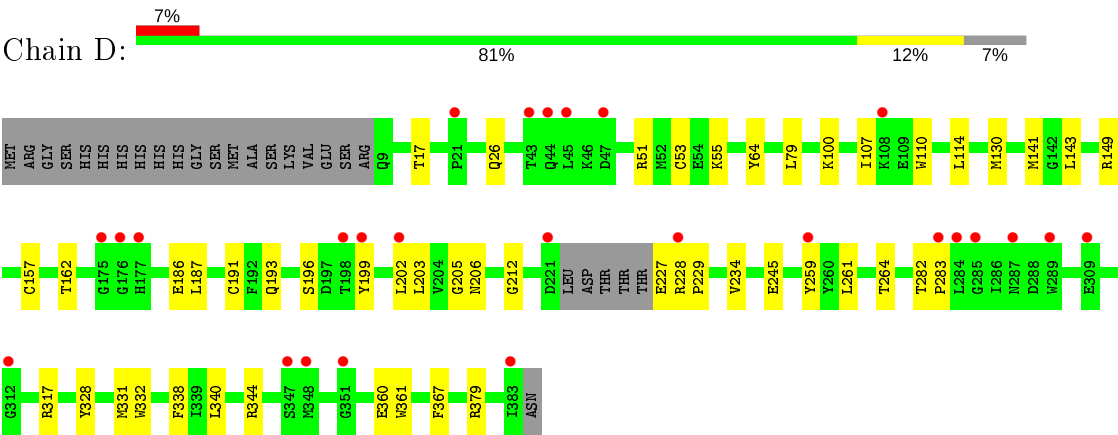 7%
Chain D:
81% 12% 7%
MET ARG GLY SER HIS HIS HIS HIS HIS HIS GLY SER MET ALA SER LYS VAL GLU SER ARG Q9 T17 P21 Q26 T43 Q44 L45 K46 D47 R51 M52 C53 E54 K55 Y64 L79 K100 I107 K108 E109 W110 L114 M130 M141 G142 L143 R149
C157 T162 G175 G176 H177 E186 L187 C191 F192 Q193 S196 D197 T198 Y199 L202 L203 V204 G205 N206 G212 D221 LEU ASP THR THR THR E227 R228 P229 V234 E245 Y259 Y260 L261 T264 T282 P283 L284 G285 I286 N287 D288 W289 E309
G312 R317 Y328 M331 W332 F338 I339 L340 R344 S347 M348 G351 E360 W361 F367 R379 I383 ASN